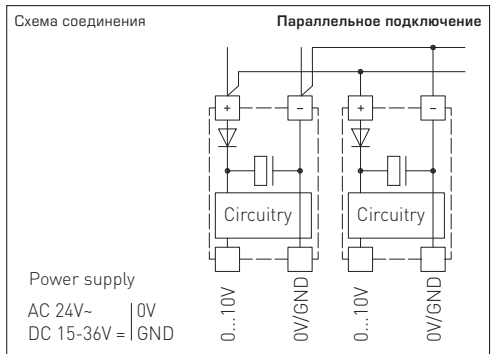 Схема соединения
Параллельное подключение
+ − + −
Circuitry Circuitry
Power supply
AC 24V~ | 0V
DC 15-36V = | GND
0...10V
0V/GND
0...10V
0V/GND